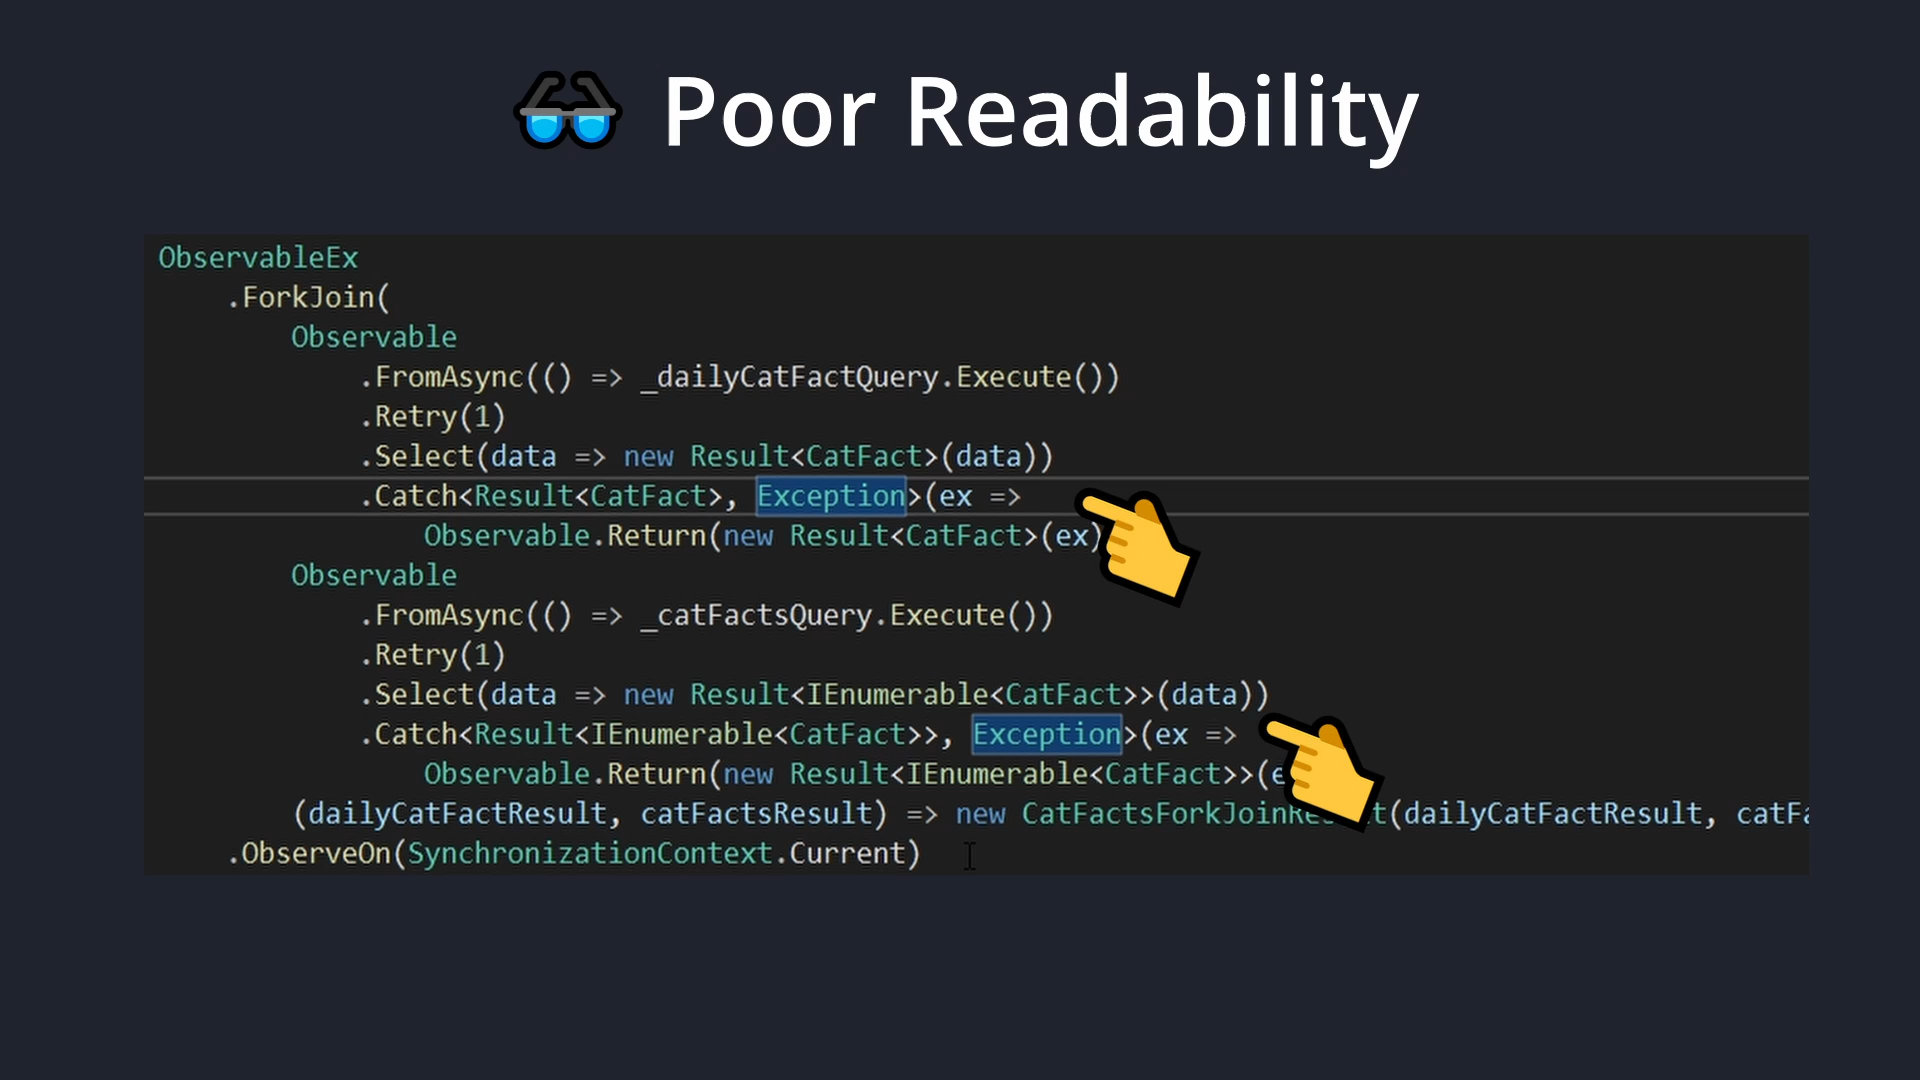 Poor Readability
ObservableEx
.ForkJoin(
Observable
.FromAsync(() => _dailyCatFactQuery.Execute())
.Retry(1)
.Select(data => new Result<CatFact>(data))
.Catch<Result<CatFact>, Exception>(ex =>
Observable.Return(new Result<CatFact>(ex)
Observable
.FromAsync(() => _catFactsQuery.Execute())
.Retry(1)
.Select(data => new Result<IEnumerable<CatFact>>(data))
.Catch<Result<IEnumerable<CatFact>>, Exception>(ex =>
Observable.Return(new Result<IEnumerable<CatFact>>(e
(dailyCatFactResult, catFactsResult) => new CatFactsForkJoinResult(dailyCatFactResult, catFa
.ObserveOn(SynchronizationContext.Current)